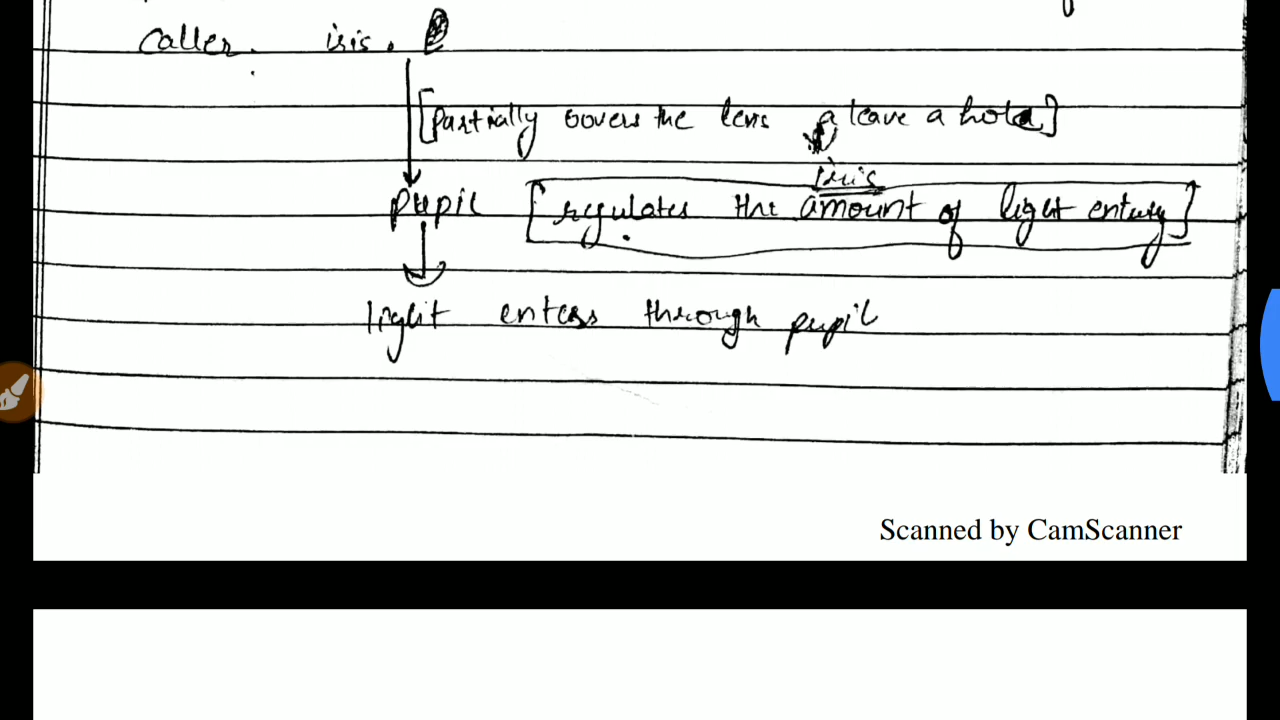 caller. iris.
[partially covers the lens & leave a hole]
iris
pupil [regulates the amount of light entery]
light enters through pupil
Scanned by CamScanner